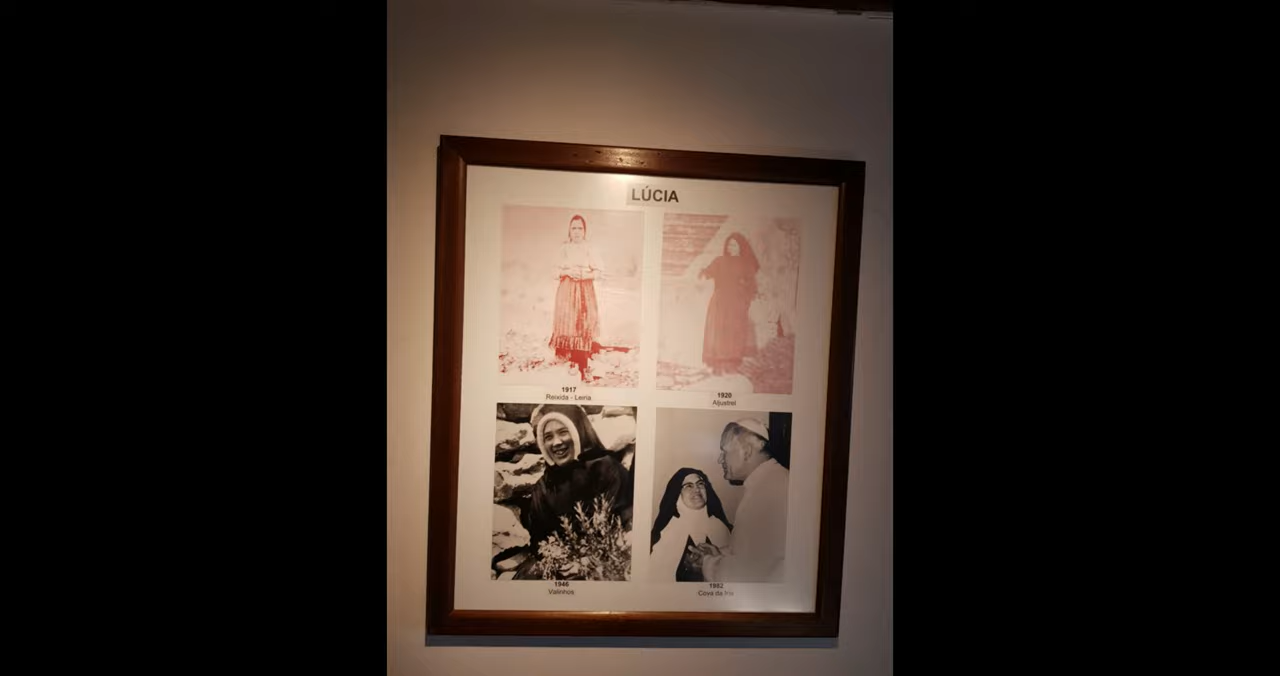 LÚCIA
1917
Reixida - Leiria
1920
Aljustrel
1946
Valinhos
1982
Cova da Iria